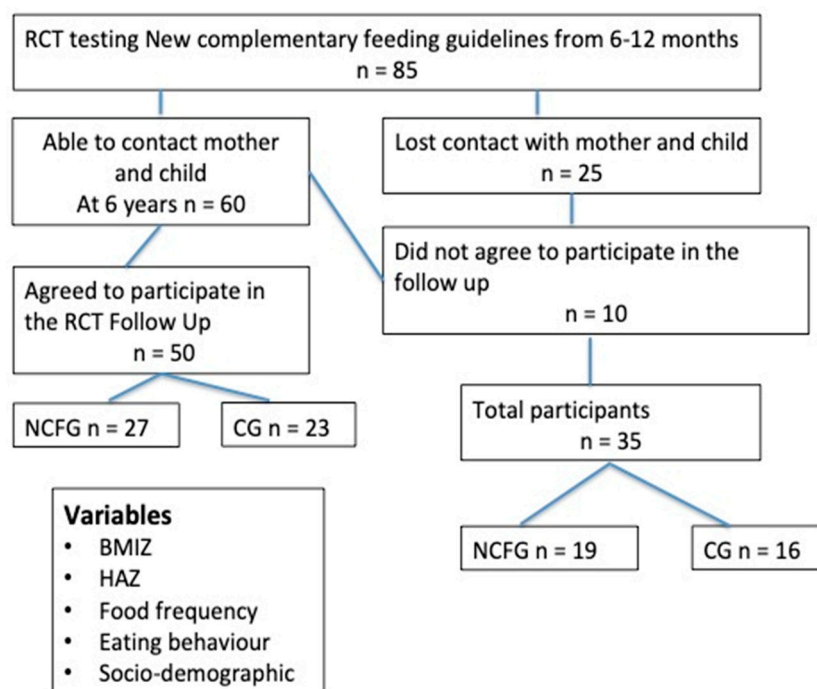 RCT testing New complementary feeding guidelines from 6-12 months
n = 85
Able to contact mother
and child
At 6 years n = 60
Lost contact with mother and child
n = 25
Did not agree to participate in the
follow up
n = 10
Agreed to participate in
the RCT Follow Up
n = 50
NCFG n = 27
CG n = 23
Total participants
n = 35
NCFG n = 19
CG n = 16
Variables
• BMIZ
• HAZ
• Food frequency
• Eating behaviour
• Socio-demographic